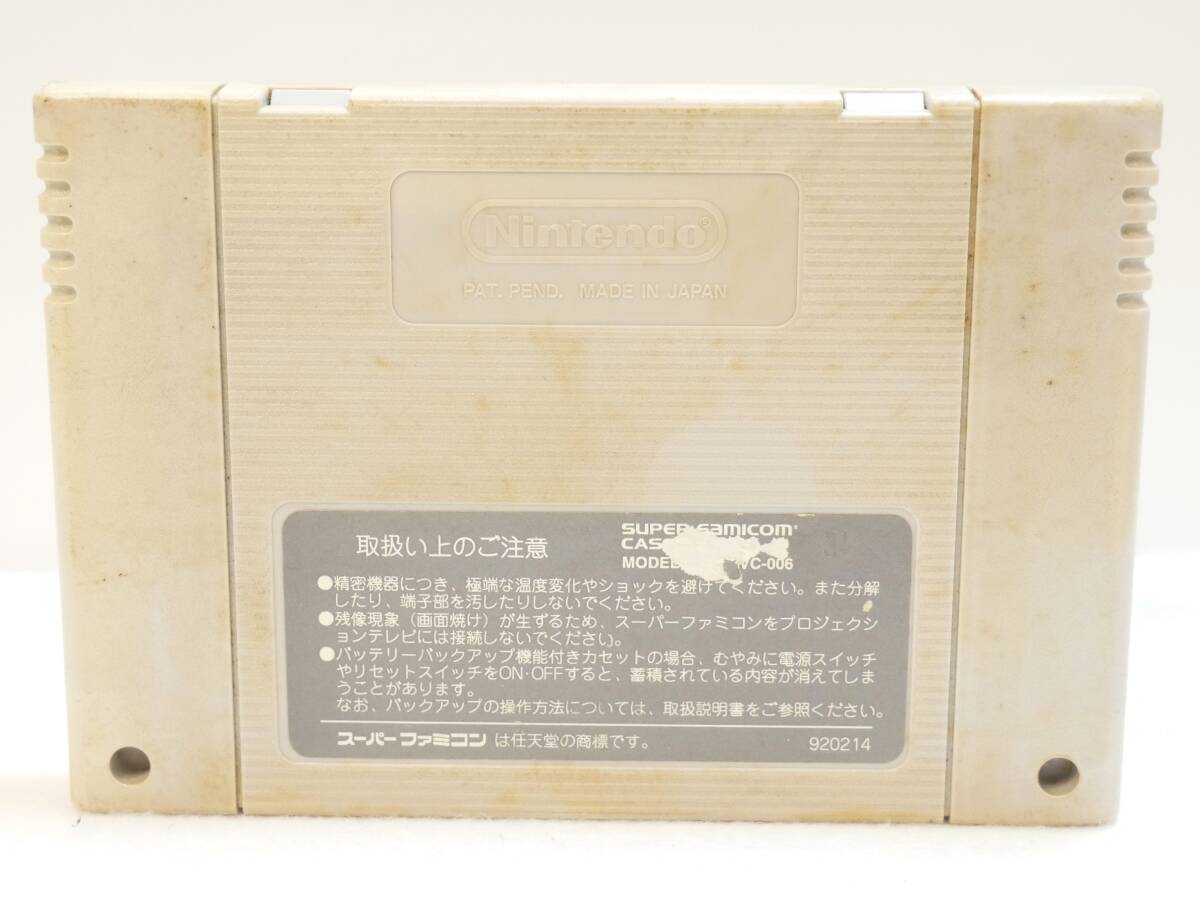 Nintendo®
PAT. PEND. MADE IN JAPAN
取扱い上のご注意
SUPER FAMICOM
MODEL
VC-006
●精密機器につき、極端な温度変化やショックを避けてください。また分解
したり、端子部を汚したりしないでください。
●残像現象（画面焼け）が生ずるため、スーパーファミコンをプロジェクシ
ョンテレビには接続しないでください。
●バッテリーバックアップ機能付きカセットの場合、むやみに電源スイッチ
やリセットスイッチをON・OFFすると、蓄積されている内容が消えてしま
うことがあります。
なお、バックアップの操作方法については、取扱説明書をご参照ください。
スーパーファミコン は任天堂の商標です。
920214